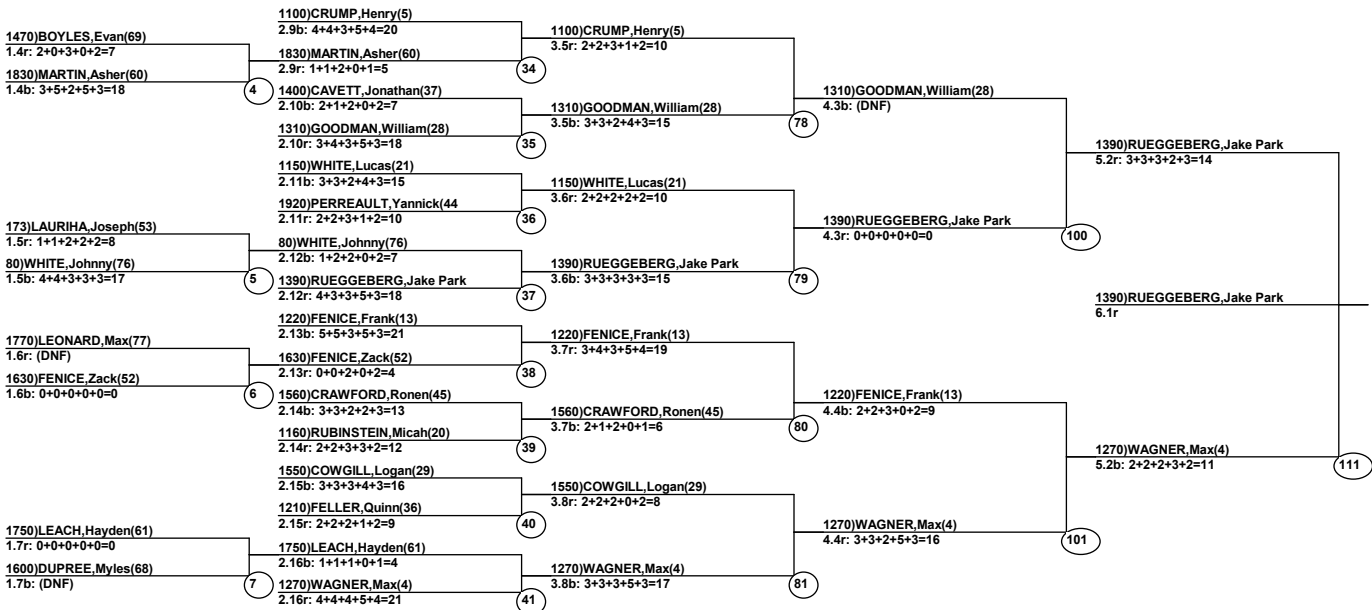 1470)BOYLES,Evan(69)
1.4r: 2+0+3+0+2=7
1830)MARTIN,Asher(60)
1.4b: 3+5+2+5+3=18
4
173)LAURIHA,Joseph(53)
1.5r: 1+1+2+2+2=8
80)WHITE,Johnny(76)
1.5b: 4+4+3+3+3=17
5
1770)LEONARD,Max(77)
1.6r: (DNF)
1630)FENICE,Zack(52)
1.6b: 0+0+0+0+0=0
6
1750)LEACH,Hayden(61)
1.7r: 0+0+0+0+0=0
1600)DUPREE,Myles(68)
1.7b: (DNF)
7
1100)CRUMP,Henry(5)
2.9b: 4+4+3+5+4=20
1830)MARTIN,Asher(60)
2.9r: 1+1+2+0+1=5
34
1400)CAVETT,Jonathan(37)
2.10b: 2+1+2+0+2=7
1310)GOODMAN,William(28)
2.10r: 3+4+3+5+3=18
35
1150)WHITE,Lucas(21)
2.11b: 3+3+2+4+3=15
1920)PERREAULT,Yannick(44
2.11r: 2+2+3+1+2=10
36
80)WHITE,Johnny(76)
2.12b: 1+2+2+0+2=7
1390)RUEGGEBERG,Jake Park
2.12r: 4+3+3+5+3=18
37
1220)FENICE,Frank(13)
2.13b: 5+5+3+5+3=21
1630)FENICE,Zack(52)
2.13r: 0+0+2+0+2=4
38
1560)CRAWFORD,Ronen(45)
2.14b: 3+3+2+2+3=13
1160)RUBINSTEIN,Micah(20)
2.14r: 2+2+3+3+2=12
39
1550)COWGILL,Logan(29)
2.15b: 3+3+3+4+3=16
1210)FELLER,Quinn(36)
2.15r: 2+2+2+1+2=9
40
1750)LEACH,Hayden(61)
2.16b: 1+1+1+0+1=4
1270)WAGNER,Max(4)
2.16r: 4+4+4+5+4=21
41
1100)CRUMP,Henry(5)
3.5r: 2+2+3+1+2=10
1310)GOODMAN,William(28)
3.5b: 3+3+2+4+3=15
78
1150)WHITE,Lucas(21)
3.6r: 2+2+2+2+2=10
1390)RUEGGEBERG,Jake Park
3.6b: 3+3+3+3+3=15
79
1220)FENICE,Frank(13)
3.7r: 3+4+3+5+4=19
1560)CRAWFORD,Ronen(45)
3.7b: 2+1+2+0+1=6
80
1550)COWGILL,Logan(29)
3.8r: 2+2+2+0+2=8
1270)WAGNER,Max(4)
3.8b: 3+3+3+5+3=17
81
1310)GOODMAN,William(28)
4.3b: (DNF)
1390)RUEGGEBERG,Jake Park
4.3r: 0+0+0+0+0=0
100
1220)FENICE,Frank(13)
4.4b: 2+2+3+0+2=9
1270)WAGNER,Max(4)
4.4r: 3+3+2+5+3=16
101
1390)RUEGGEBERG,Jake Park
5.2r: 3+3+3+2+3=14
1270)WAGNER,Max(4)
5.2b: 2+2+2+3+2=11
111
1390)RUEGGEBERG,Jake Park
6.1r